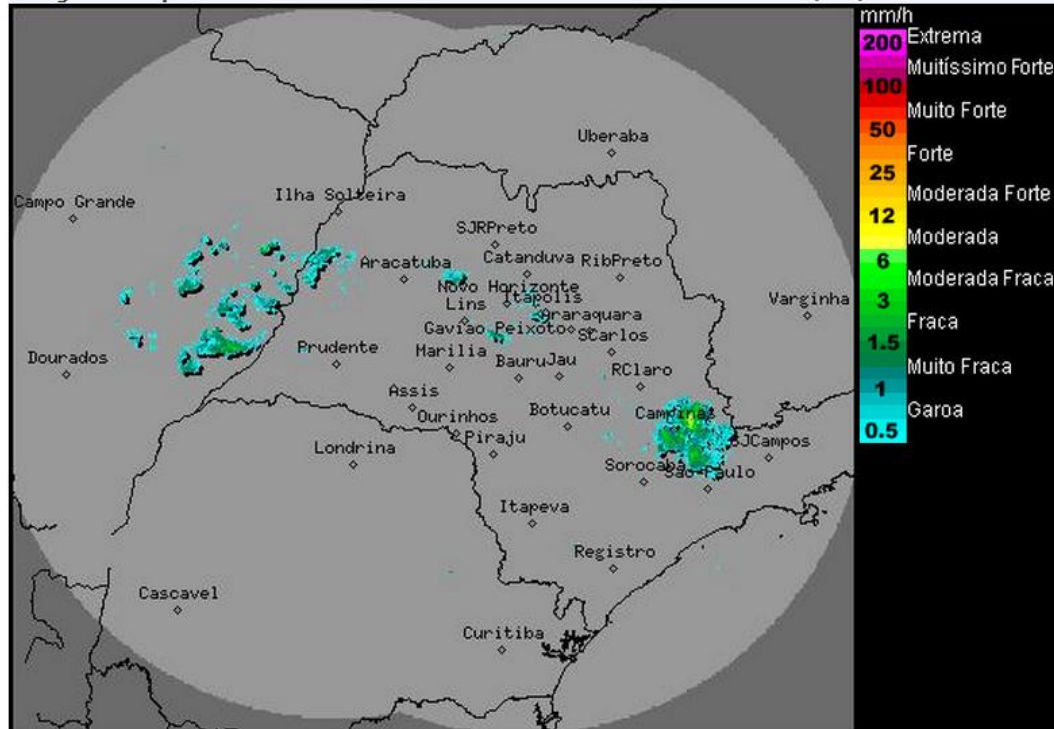 mm/h
200 Extrema
Muitíssimo Forte
100
Muito Forte
50
Forte
25
Moderada Forte
12
Moderada
6
Moderada Fraca
3
Fraca
1.5
Muito Fraca
1
Garoa
0.5
Uberaba
Campo Grande
Ilha Solteira
SJRPreto
Aracatuba
Catanduva
RibPreto
Novo Horizonte
Itapolis
Lins
Varginha
Araraquara
Gaviao Peixoto
SCarlos
Dourados
Prudente
Marilia
Bauru
Jau
RClaro
Assis
Ourinhos
Botucatu
Campinas
Piraju
SJCampos
Londrina
Sorocaba
Sao-Paulo
Itapeva
Registro
Cascavel
Curitiba